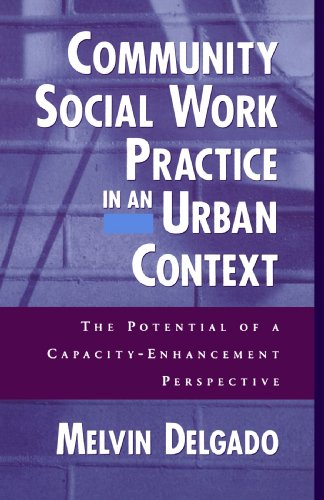 COMMUNITY
SOCIAL WORK
PRACTICE
IN AN URBAN
CONTEXT
THE POTENTIAL OF A
CAPACITY-ENHANCEMENT
PERSPECTIVE
MELVIN DELGADO